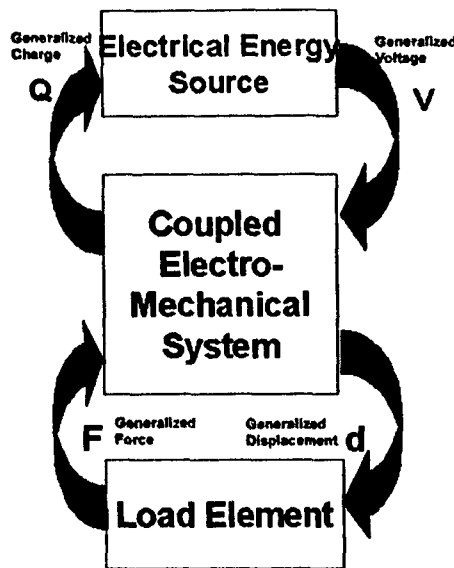 Generalized
Charge
Q
Electrical Energy
Source
Generalized
Voltage
V
Coupled
Electro-
Mechanical
System
F
Generalized
Force
Generalized
Displacement
d
Load Element